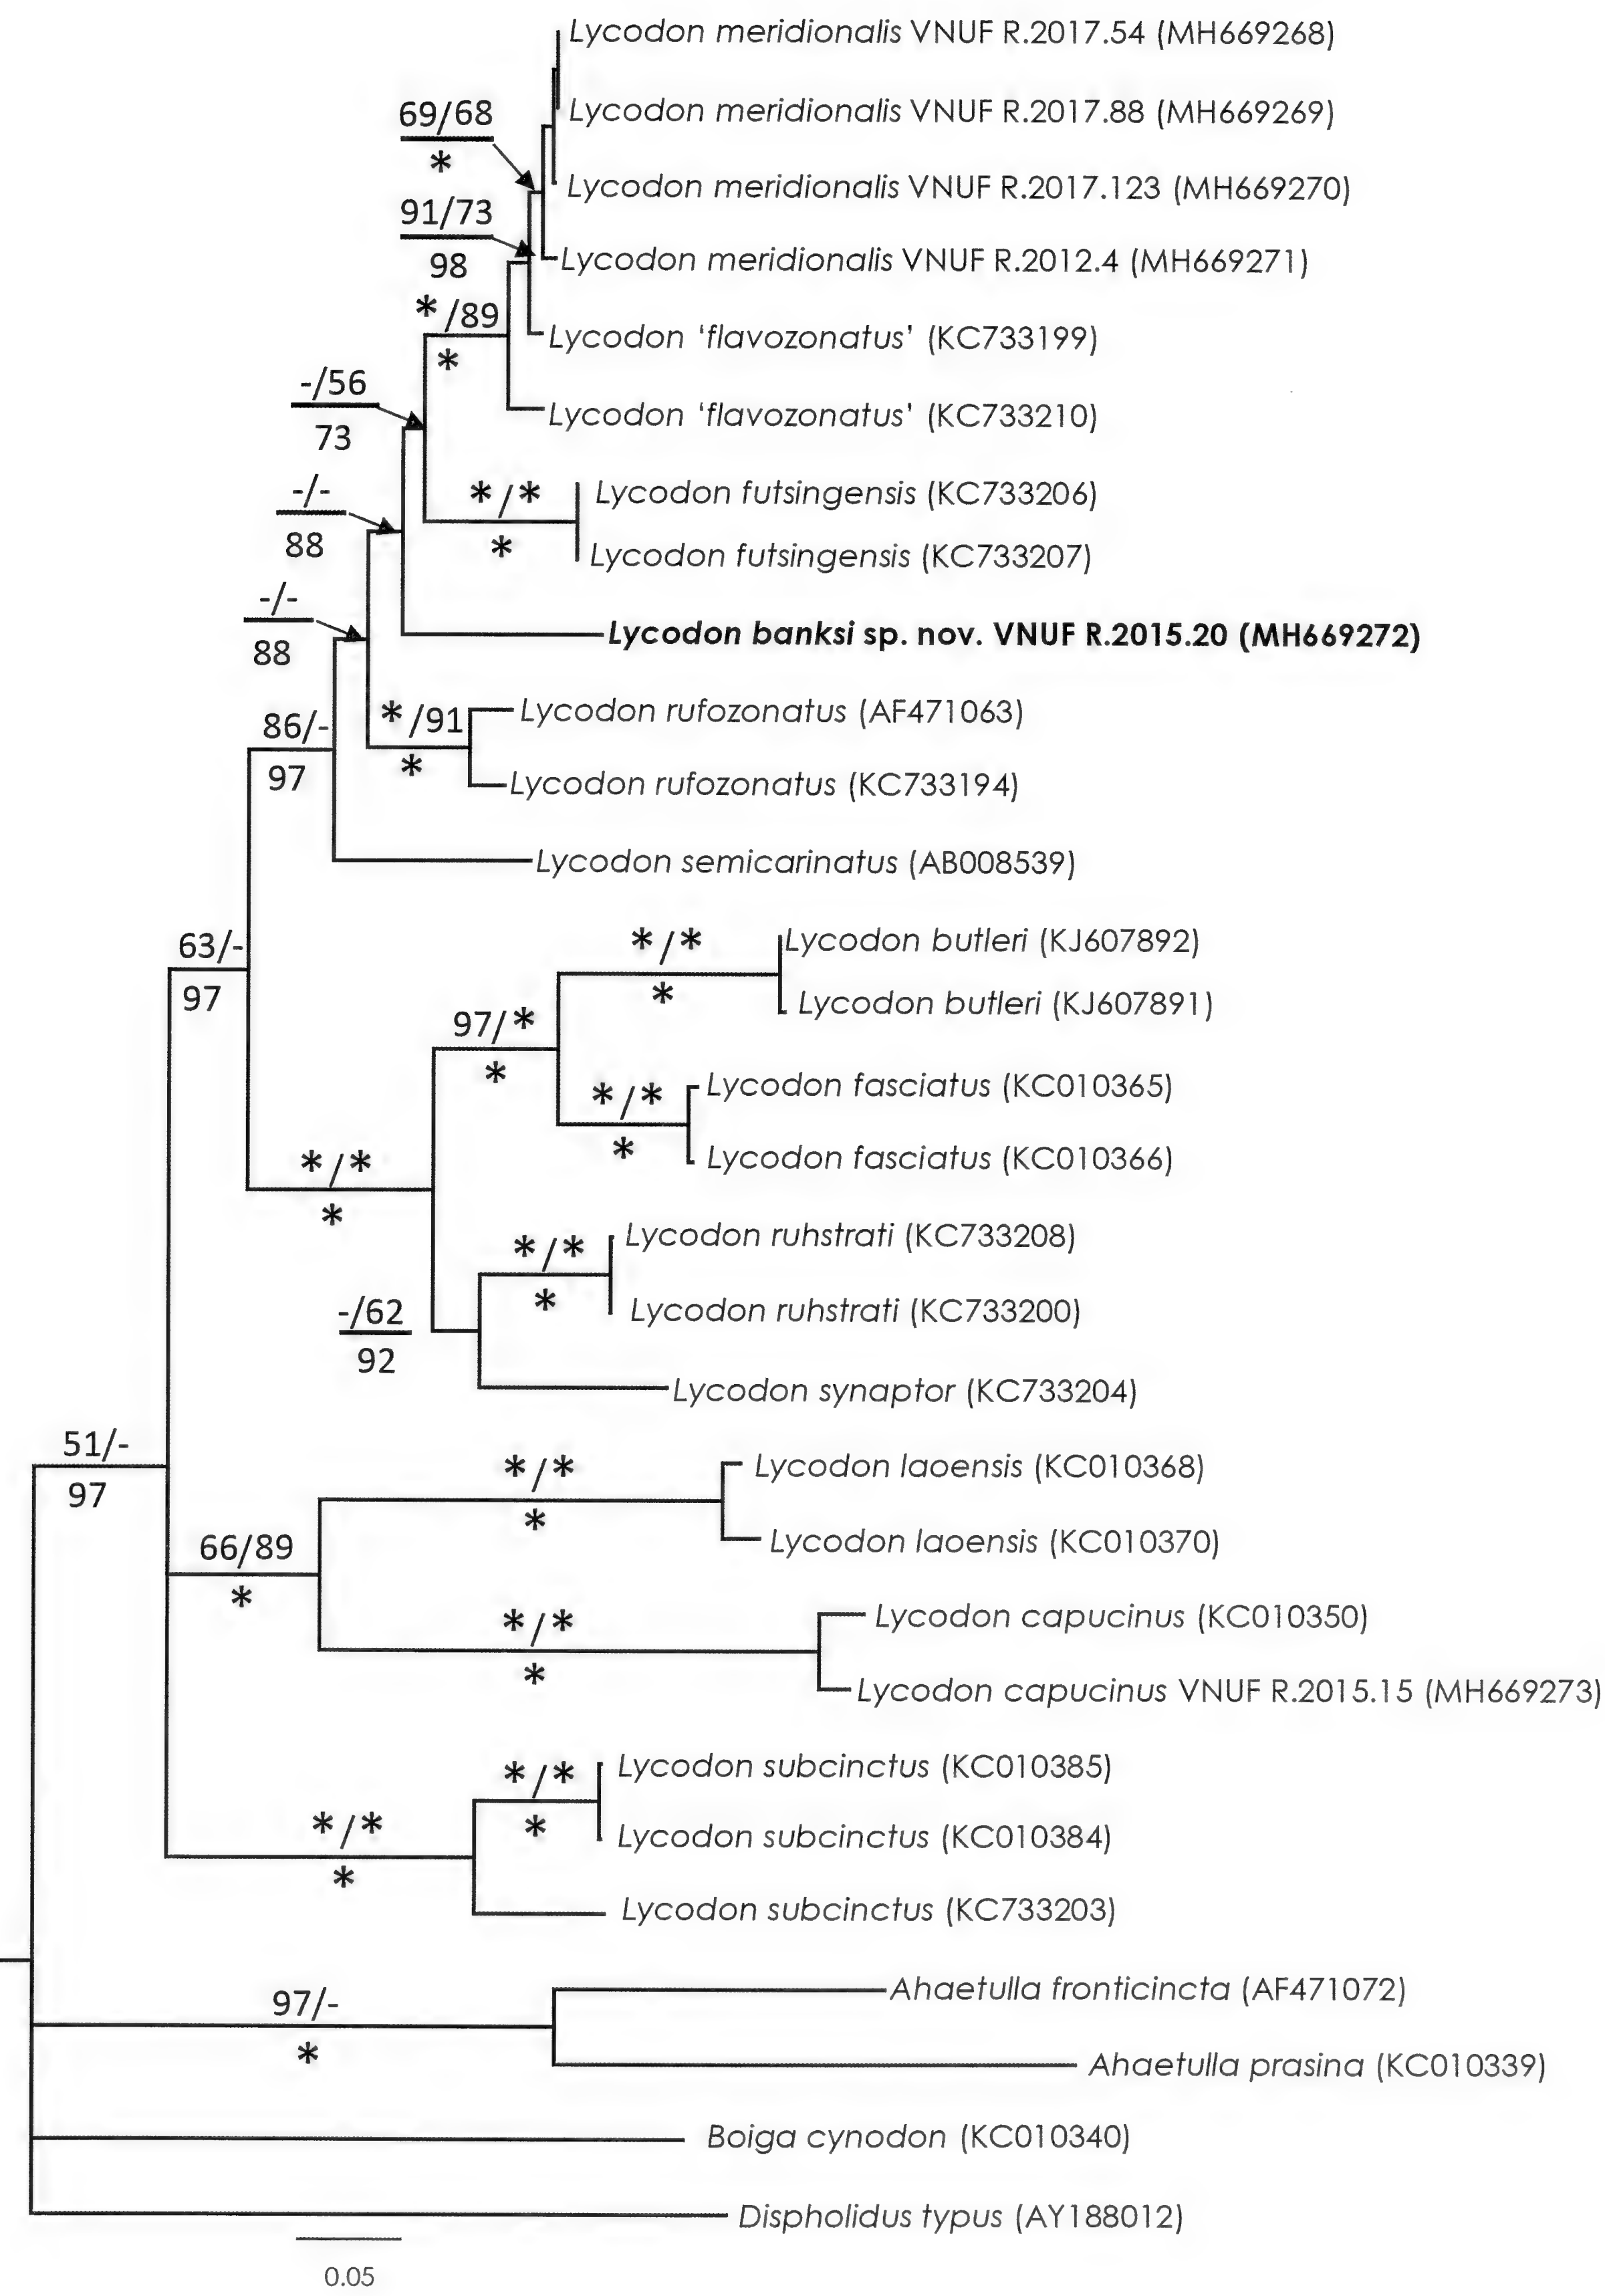 Lycodon meridionalis VNUF R.2017.54 (MH669268)
69/68
*
Lycodon meridionalis VNUF R.2017.88 (MH669269)
Lycodon meridionalis VNUF R.2017.123 (MH669270)
91/73
98
Lycodon meridionalis VNUF R.2012.4 (MH669271)
*/89
*
Lycodon ‘flavozonatus’ (KC733199)
-/56
73
Lycodon ‘flavozonatus’ (KC733210)
-/-
88
*/*
*
Lycodon futsingensis (KC733206)
Lycodon futsingensis (KC733207)
-/-
88
Lycodon banksi sp. nov. VNUF R.2015.20 (MH669272)
86/-
97
*/91
*
Lycodon rufozonatus (AF471063)
Lycodon rufozonatus (KC733194)
Lycodon semicarinatus (AB008539)
63/-
97
*/*
*
Lycodon butleri (KJ607892)
Lycodon butleri (KJ607891)
97/*
*
*/*
*
Lycodon fasciatus (KC010365)
Lycodon fasciatus (KC010366)
*/*
*
*/*
*
Lycodon ruhstrati (KC733208)
Lycodon ruhstrati (KC733200)
-/62
92
Lycodon synaptor (KC733204)
51/-
97
*/*
*
Lycodon laoensis (KC010368)
Lycodon laoensis (KC010370)
66/89
*
*/*
*
Lycodon capucinus (KC010350)
Lycodon capucinus VNUF R.2015.15 (MH669273)
*/*
*
Lycodon subcinctus (KC010385)
Lycodon subcinctus (KC010384)
*/*
*
Lycodon subcinctus (KC733203)
97/-
*
Ahaetulla fronticincta (AF471072)
Ahaetulla prasina (KC010339)
Boiga cynodon (KC010340)
Dispholidus typus (AY188012)
0.05